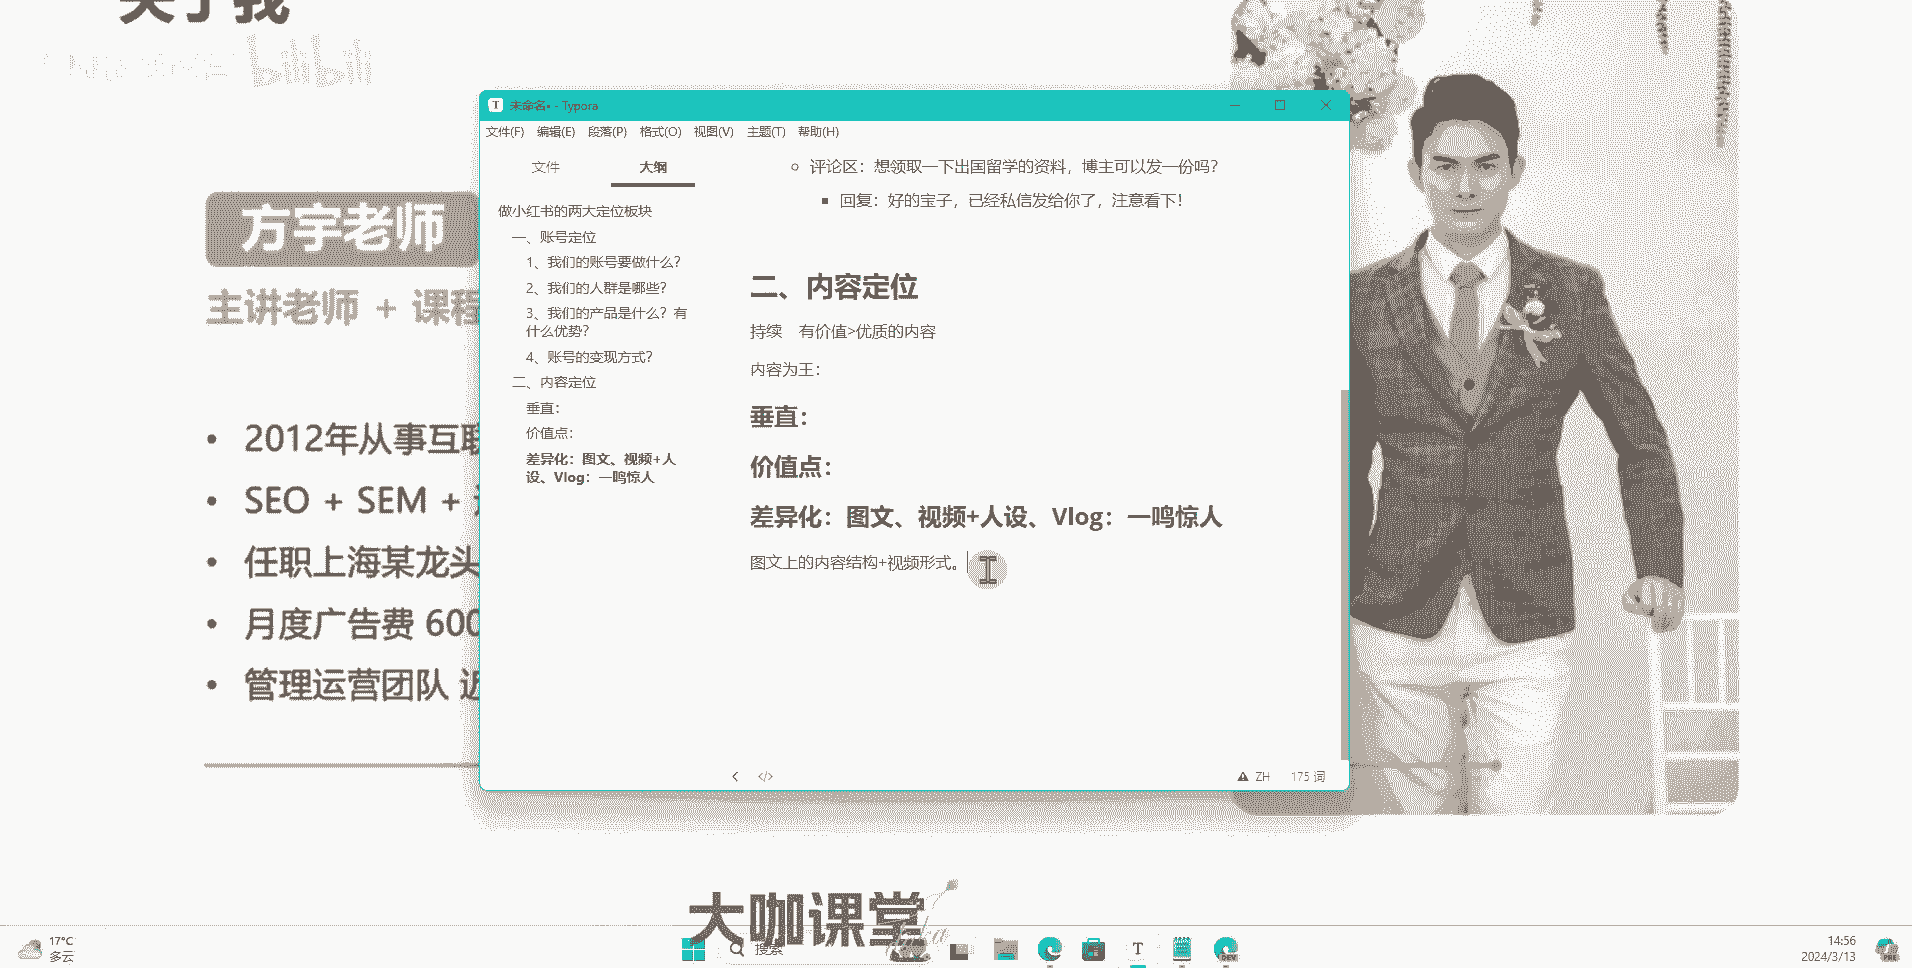 关于我
bilibili
方宇老师
主讲老师 + 课程
2012年从事互联
SEO + SEM +
任职上海某龙头
月度广告费 600
管理运营团队 近
未命名• - Typora
文件(F) 编辑(E) 段落(P) 格式(O) 视图(V) 主题(T) 帮助(H)
文件 大纲
做小红书的两大定位板块
一、账号定位
1、我们的账号要做什么？
2、我们的人群是哪些？
3、我们的产品是什么？有
什么优势？
4、账号的变现方式？
二、内容定位
垂直：
价值点：
差异化：图文、视频+人
设、Vlog：一鸣惊人
评论区：想领取一下出国留学的资料，博主可以发一份吗？
回复：好的宝子，已经私信发给你了，注意看下！
二、内容定位
持续 有价值>优质的内容
内容为王：
垂直：
价值点：
差异化：图文、视频+人设、Vlog：一鸣惊人
图文上的内容结构+视频形式。
ZH 175 词
大咖课堂
17°C
多云
搜索
14:56
2024/3/13